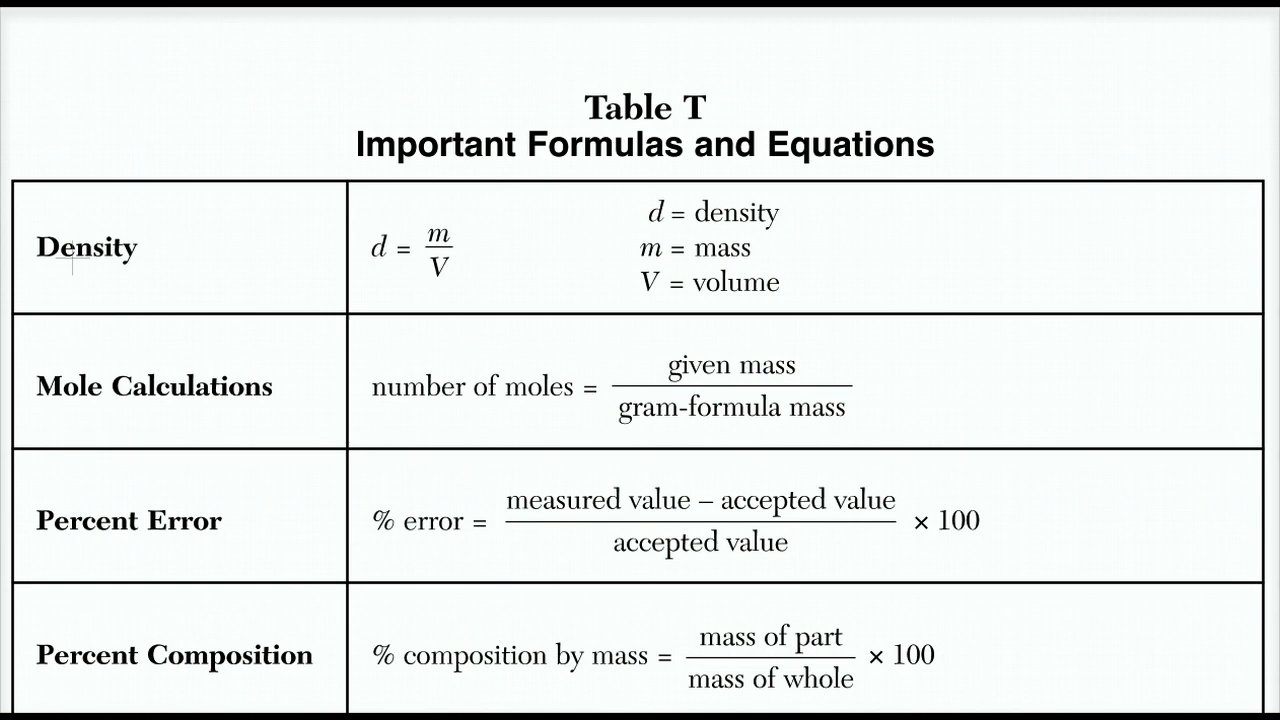 Table T
Important Formulas and Equations
Density
d = m/V
d = density
m = mass
V = volume
Mole Calculations
number of moles = given mass / gram-formula mass
Percent Error
% error = measured value – accepted value / accepted value × 100
Percent Composition
% composition by mass = mass of part / mass of whole × 100